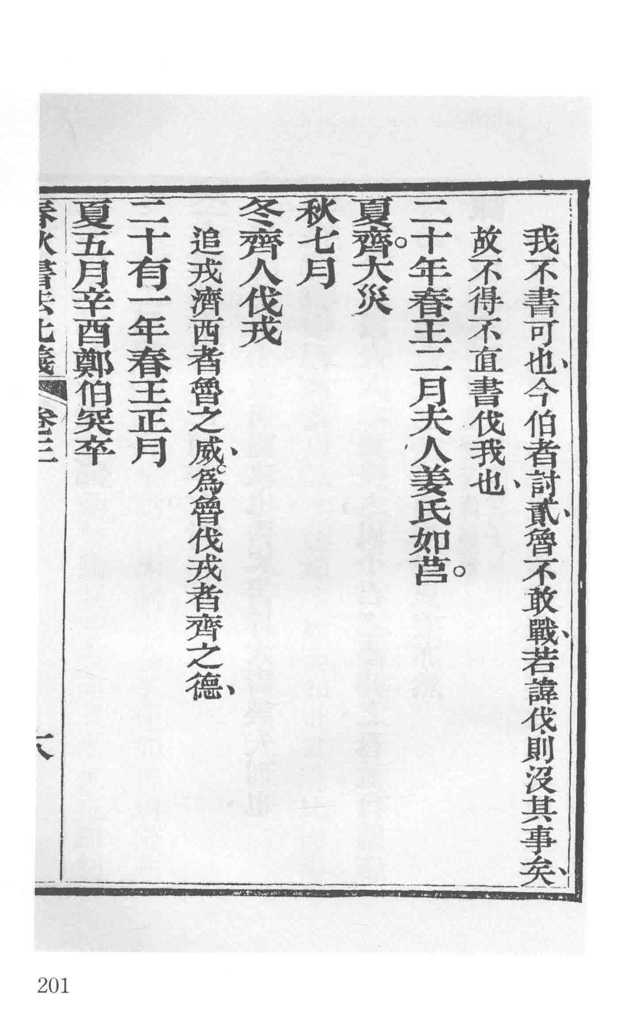 我不書可也、今伯者討貳、魯不敢戰、若諱伐則沒其事矣、
故不得不直書伐我也、
二十年春王二月夫人姜氏如莒。
夏。齊大災
秋七月
冬齊人伐戎
追戎濟西者魯之威、爲魯伐戎者齊之德、
二十有一年春王正月
夏五月辛酉鄭伯突卒
春秋書法比義 卷三 八
201